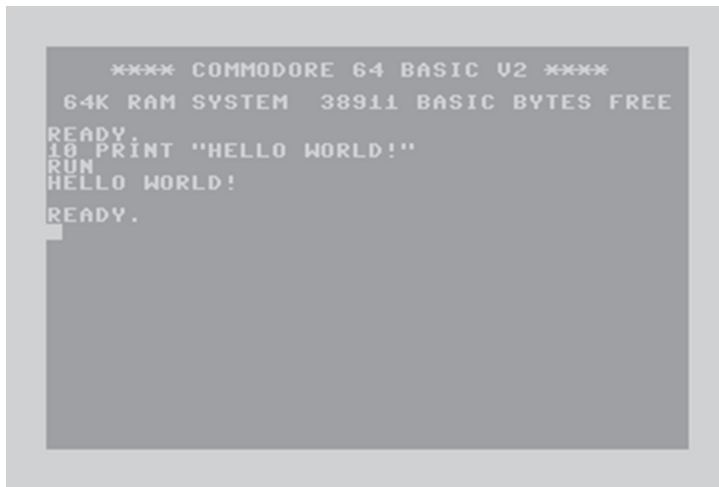 **** COMMODORE 64 BASIC V2 ****
64K RAM SYSTEM  38911 BASIC BYTES FREE
READY.
10 PRINT "HELLO WORLD!"
RUN
HELLO WORLD!
READY.